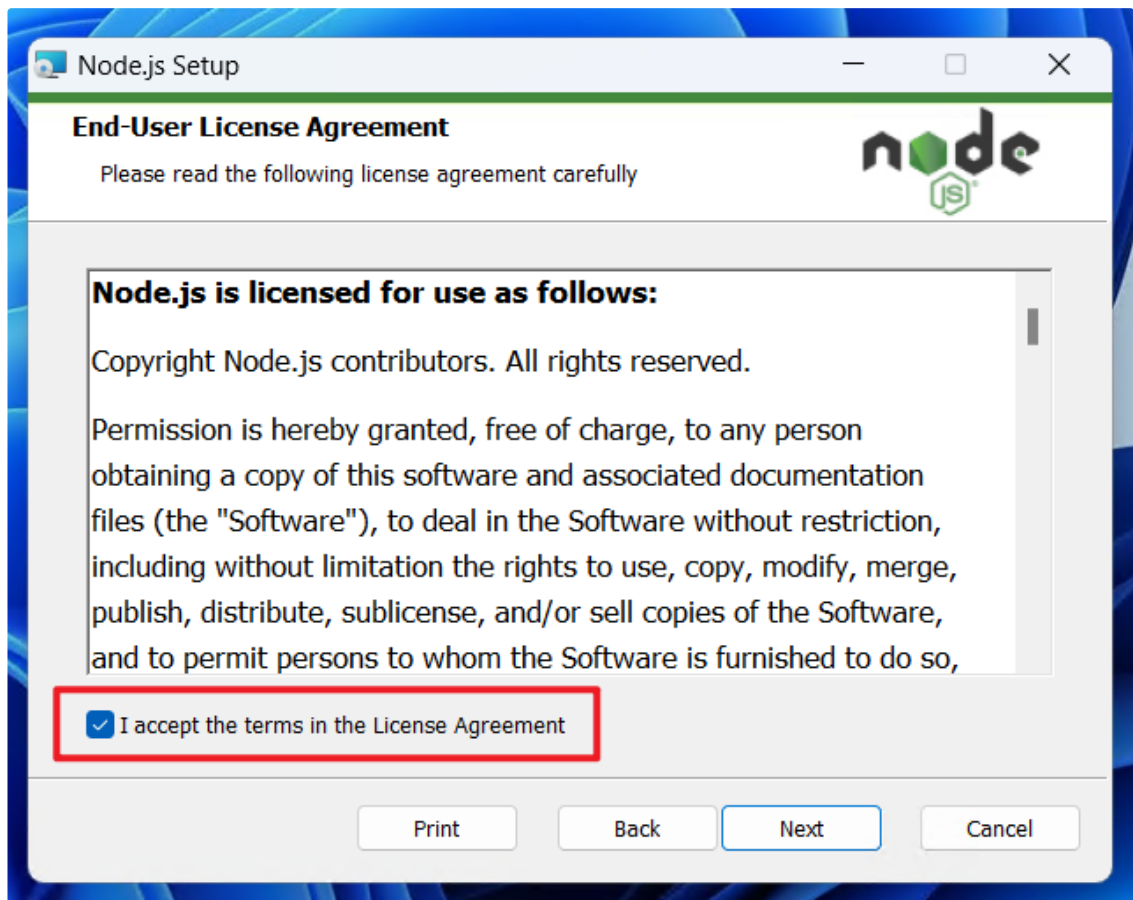 Node.js Setup
End-User License Agreement
Please read the following license agreement carefully
node
JS
Node.js is licensed for use as follows:
Copyright Node.js contributors. All rights reserved.
Permission is hereby granted, free of charge, to any person
obtaining a copy of this software and associated documentation
files (the "Software"), to deal in the Software without restriction,
including without limitation the rights to use, copy, modify, merge,
publish, distribute, sublicense, and/or sell copies of the Software,
and to permit persons to whom the Software is furnished to do so,
I accept the terms in the License Agreement
Print
Back
Next
Cancel